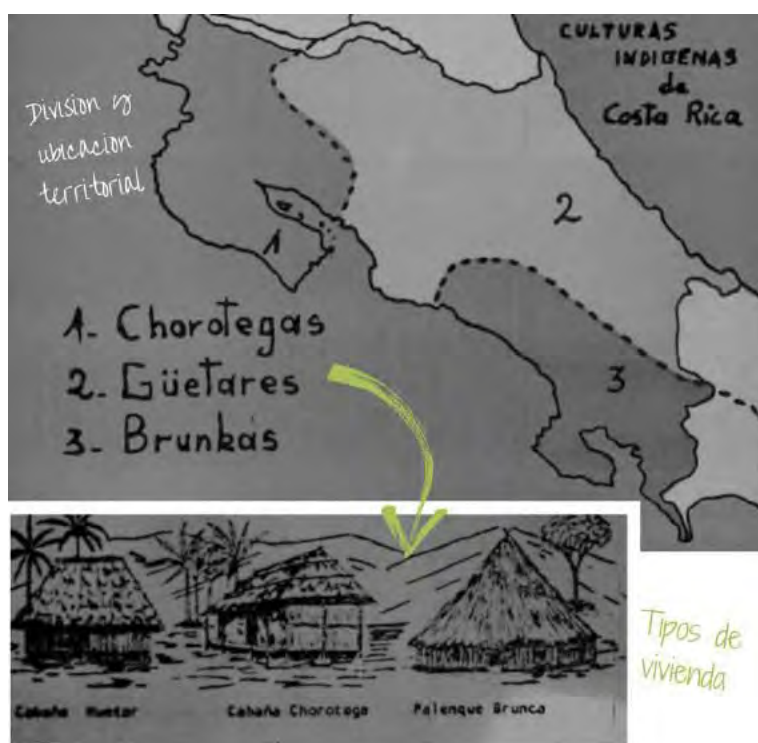 CULTURAS
INDIGENAS
de
Costa Rica
División y
ubicacion
territorial
1
2
3
1- Chorotegas
2- Güetares
3- Brunkas
Cabaña Huetar
Cabaña Chorotega
Palenque Brunca
Tipos de
vivienda